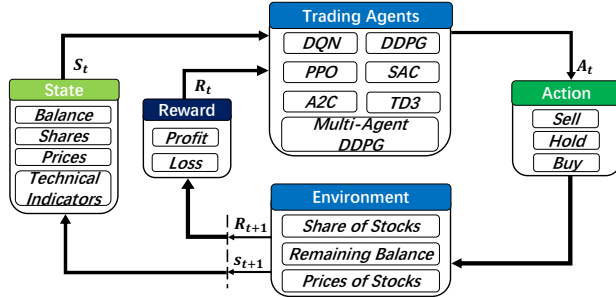 Trading Agents
DQN
DDPG
PPO
SAC
A2C
TD3
Multi-Agent
DDPG
S_t
R_t
A_t
State
Balance
Shares
Prices
Technical
Indicators
Reward
Profit
Loss
Action
Sell
Hold
Buy
Environment
Share of Stocks
Remaining Balance
Prices of Stocks
R_{t+1}
s_{t+1}